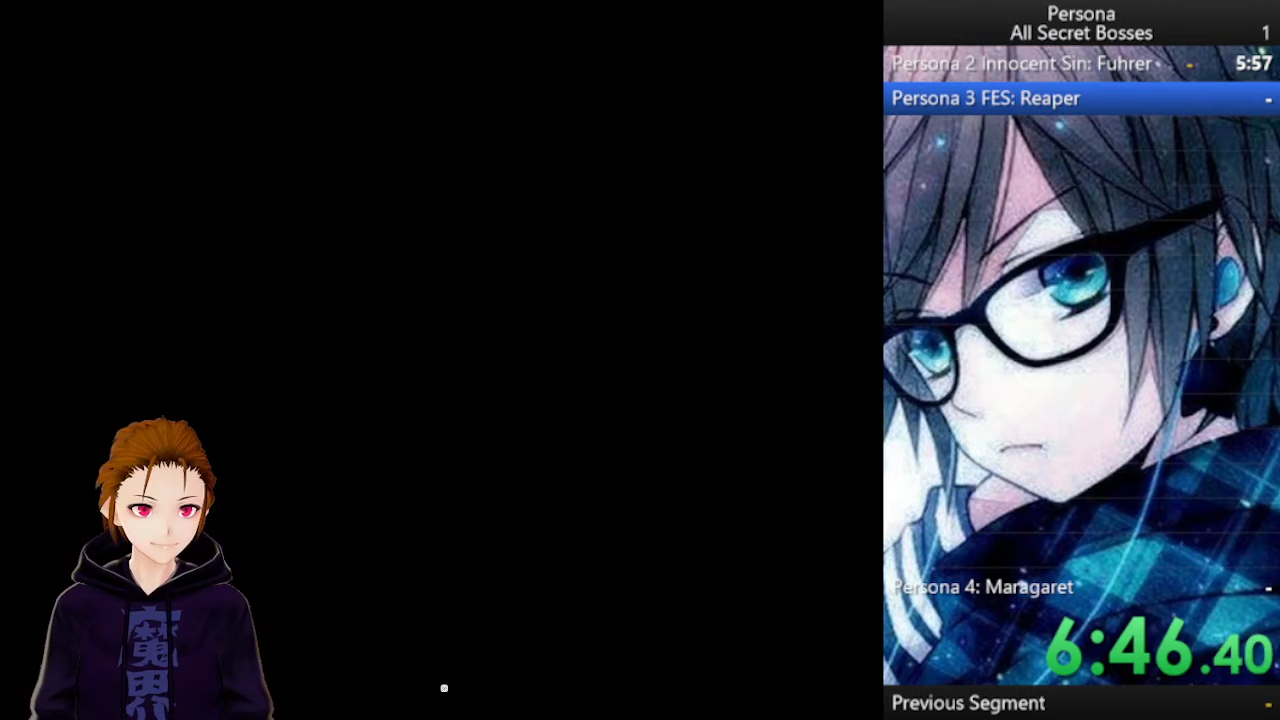 Persona
All Secret Bosses 1
Persona 2 Innocent Sin: Fuhrer - 5:57
Persona 3 FES: Reaper -
Persona 4: Maragaret -
6:46.40
Previous Segment -